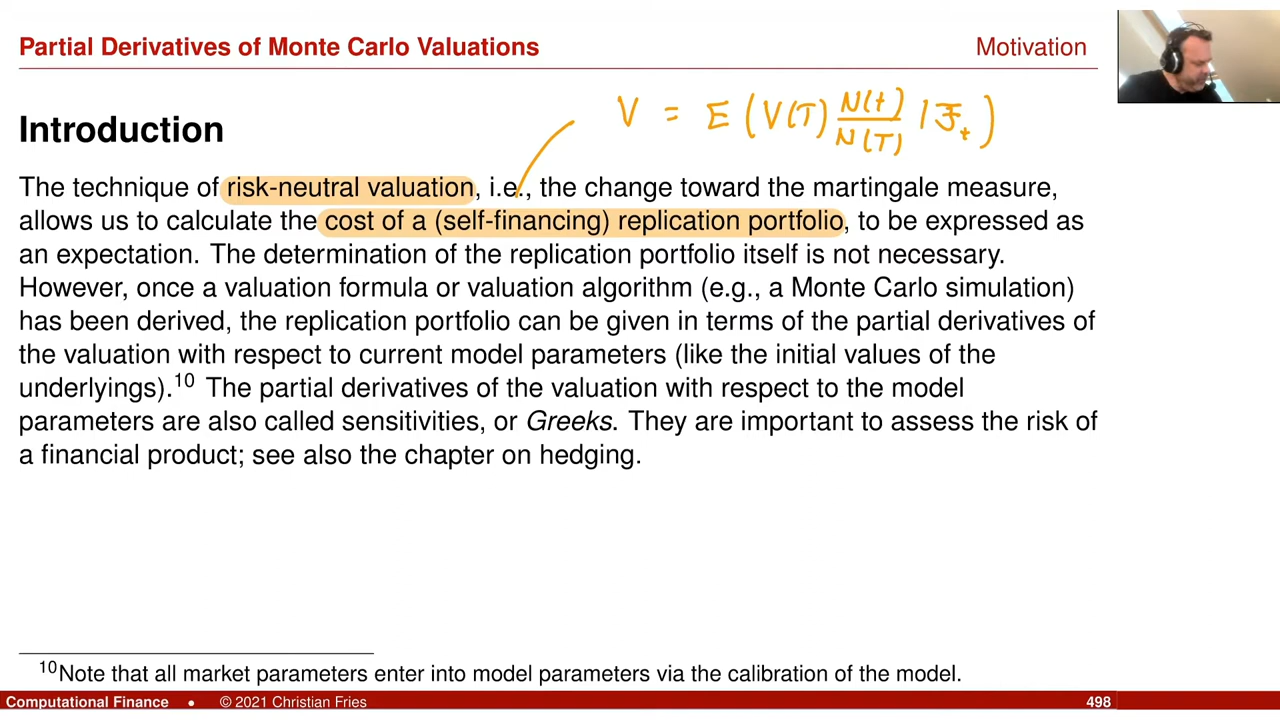 Partial Derivatives of Monte Carlo Valuations
Motivation
V = E ( V(T) N(t)/N(T) | F_t )
Introduction
The technique of risk-neutral valuation, i.e., the change toward the martingale measure,
allows us to calculate the cost of a (self-financing) replication portfolio, to be expressed as
an expectation. The determination of the replication portfolio itself is not necessary.
However, once a valuation formula or valuation algorithm (e.g., a Monte Carlo simulation)
has been derived, the replication portfolio can be given in terms of the partial derivatives of
the valuation with respect to current model parameters (like the initial values of the
underlyings).¹⁰ The partial derivatives of the valuation with respect to the model
parameters are also called sensitivities, or Greeks. They are important to assess the risk of
a financial product; see also the chapter on hedging.
¹⁰Note that all market parameters enter into model parameters via the calibration of the model.
Computational Finance • © 2021 Christian Fries
498